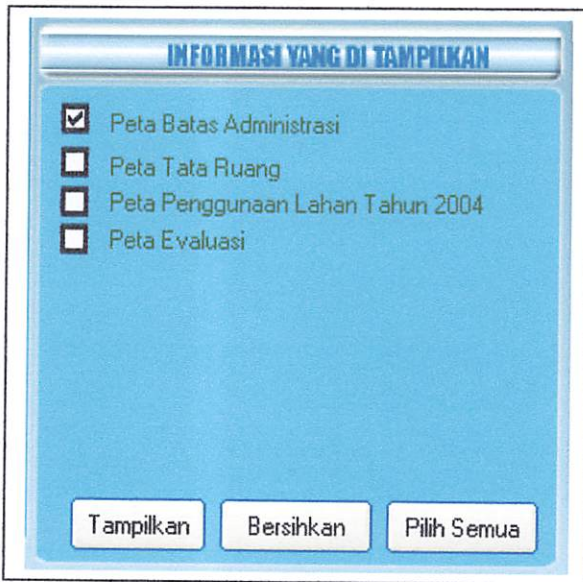 INFORMASI YANG DI TAMPILKAN
Peta Batas Administrasi
Peta Tata Ruang
Peta Penggunaan Lahan Tahun 2004
Peta Evaluasi
Tampilkan Bersihkan Pilih Semua